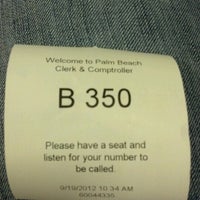 Welcome to Palm Beach
Clerk & Comptroller
B 350
Please have a seat and
listen for your number to
be called.
9/19/2012 10:34 AM
60044335